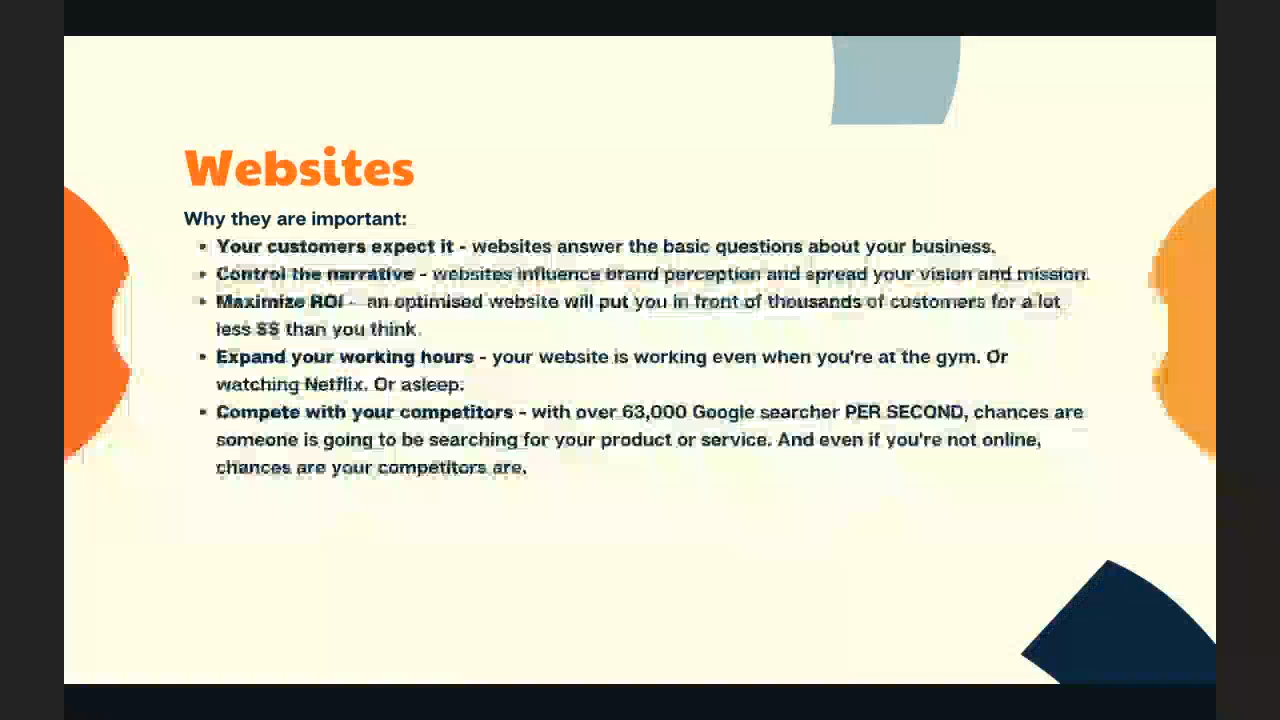 Websites
Why they are important:
• Your customers expect it - websites answer the basic questions about your business.
• Control the narrative - websites influence brand perception and spread your vision and mission.
• Maximize ROI - an optimised website will put you in front of thousands of customers for a lot
less $$ than you think.
• Expand your working hours - your website is working even when you're at the gym. Or
watching Netflix. Or asleep.
• Compete with your competitors - with over 63,000 Google searcher PER SECOND, chances are
someone is going to be searching for your product or service. And even if you're not online,
chances are your competitors are.